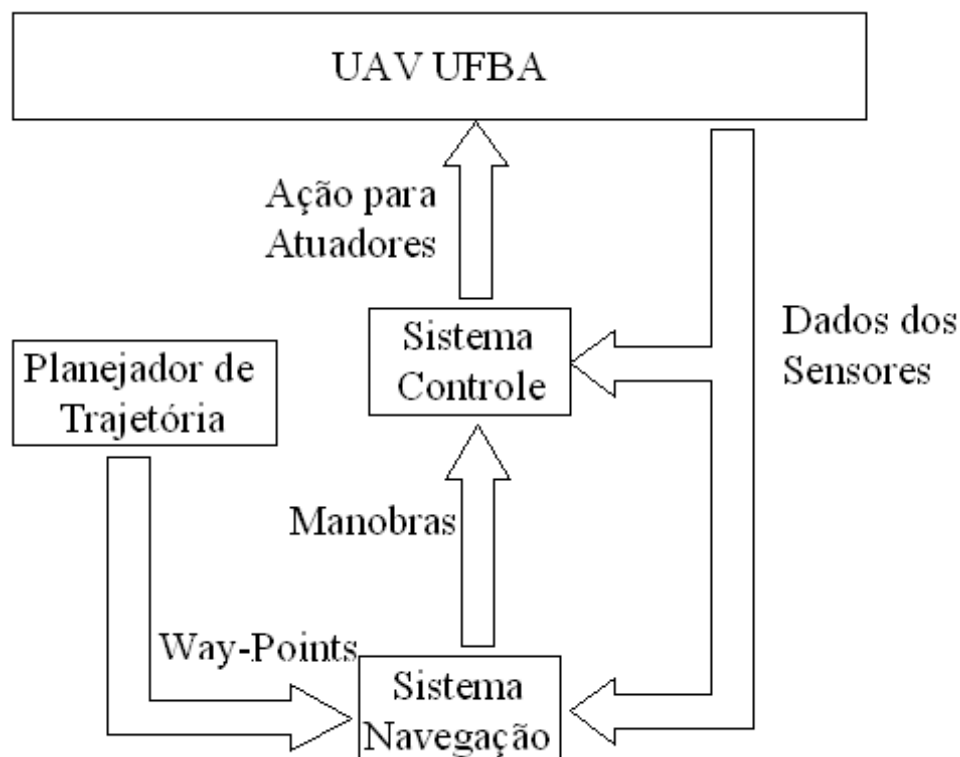 UAV UFBA
Ação para
Atuadores
Dados dos
Sensores
Sistema
Controle
Planejador de
Trajetória
Manobras
Way-Points
Sistema
Navegação